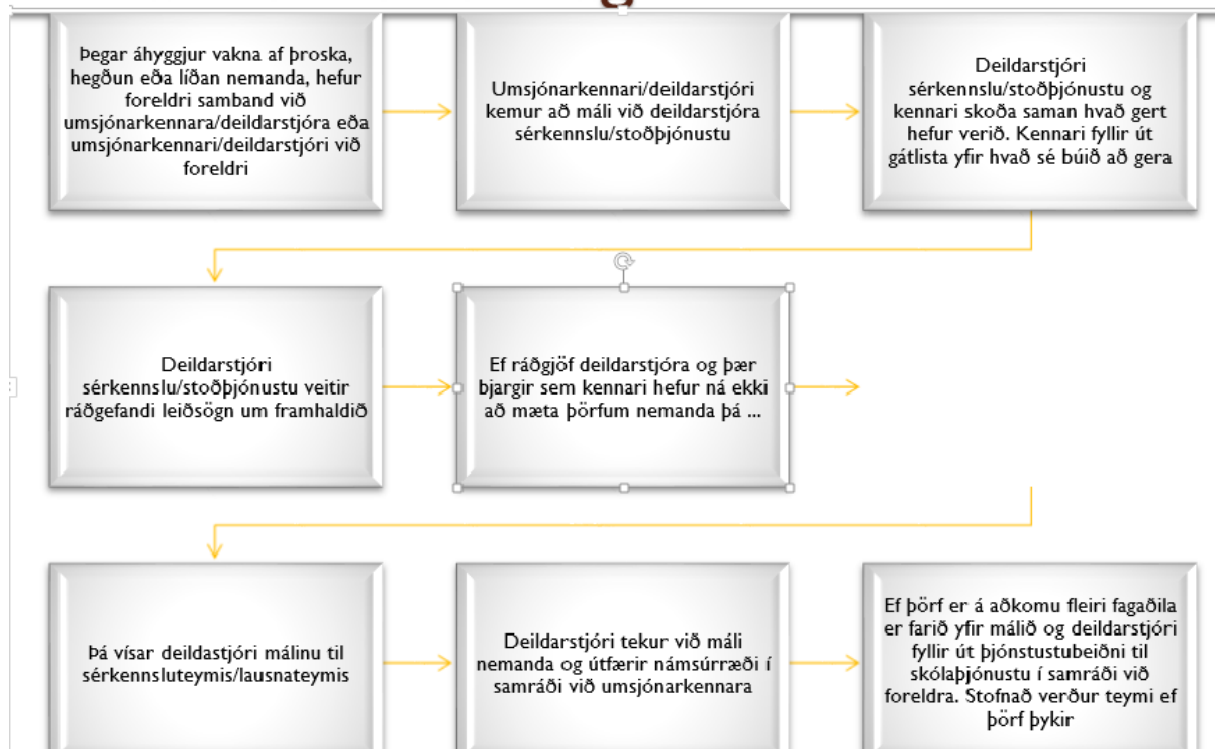 Þegar áhyggjur vakna af þroska,
hegðun eða líðan nemanda, hefur
foreldri samband við
umsjónarkennara/deildarstjóra eða
umsjónarkennari/deildarstjóri við
foreldri
Umsjónarkennari/deildarstjóri
kemur að máli við deildarstjóra
sérkennslu/stoðþjónustu
Deildarstjóri
sérkennslu/stoðþjónustu og
kennari skoða saman hvað gert
hefur verið. Kennari fyllir út
gátlista yfir hvað sé búið að gera
Deildarstjóri
sérkennslu/stoðþjónustu veitir
ráðgefandi leiðsögn um framhaldið
Ef ráðgjöf deildarstjóra og þær
bjargir sem kennari hefur ná ekki
að mæta þörfum nemanda þá ...
Þá vísar deildastjóri málinu til
sérkennsluteymis/lausnateymis
Deildarstjóri tekur við máli
nemanda og útfærir námsúrræði í
samráði við umsjónarkennara
Ef þörf er á aðkomu fleiri fagaðila
er farið yfir málið og deildarstjóri
fyllir út þjónstustubeiðni til
skólaþjónustu í samráði við
foreldra. Stofnað verður teymi ef
þörf þykir